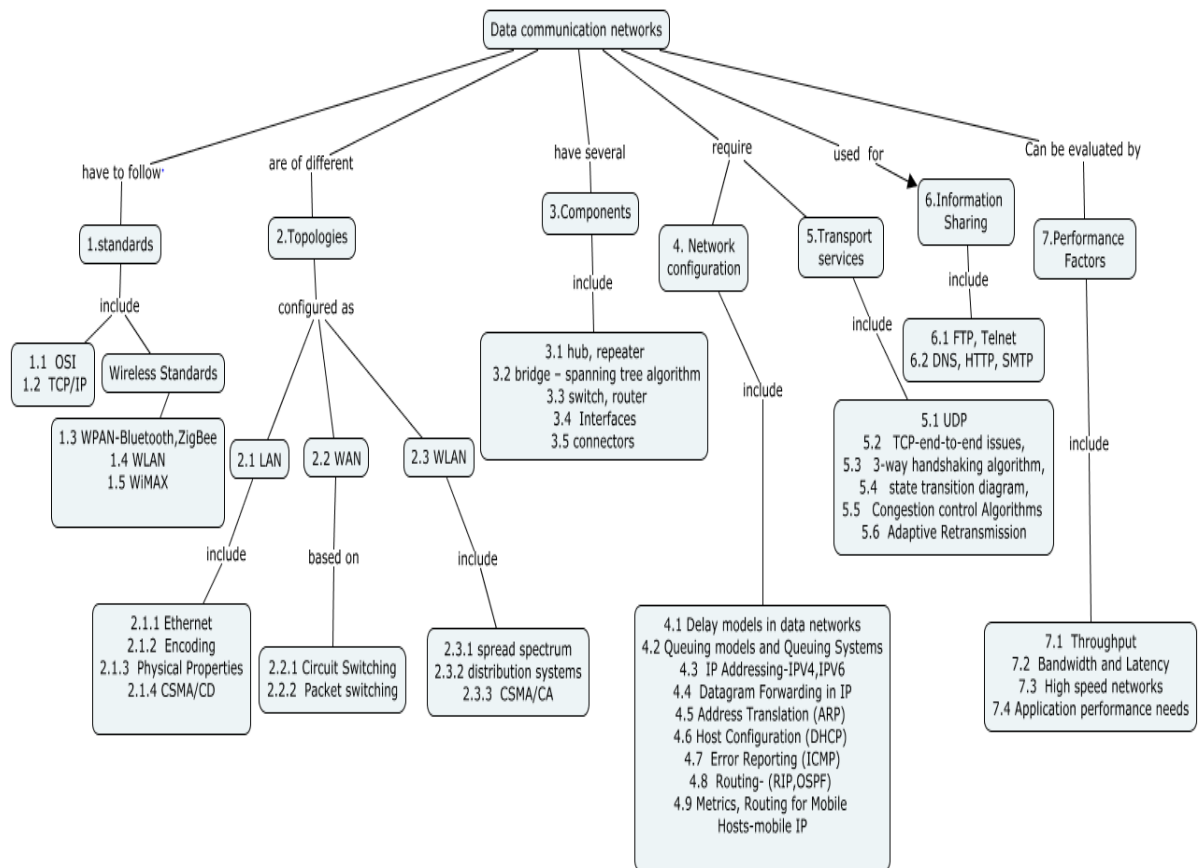 Data communication networks
have to follow
are of different
have several
require
used for
Can be evaluated by
1.standards
2.Topologies
3.Components
4. Network
configuration
5.Transport
services
6.Information
Sharing
7.Performance
Factors
include
configured as
include
include
include
1.1 OSI
1.2 TCP/IP
Wireless Standards
1.3 WPAN-Bluetooth,ZigBee
1.4 WLAN
1.5 WiMAX
2.1 LAN
2.2 WAN
2.3 WLAN
3.1 hub, repeater
3.2 bridge – spanning tree algorithm
3.3 switch, router
3.4 Interfaces
3.5 connectors
6.1 FTP, Telnet
6.2 DNS, HTTP, SMTP
include
include
5.1 UDP
5.2 TCP-end-to-end issues,
5.3 3-way handshaking algorithm,
5.4 state transition diagram,
5.5 Congestion control Algorithms
5.6 Adaptive Retransmission
include
based on
include
2.1.1 Ethernet
2.1.2 Encoding
2.1.3 Physical Properties
2.1.4 CSMA/CD
2.2.1 Circuit Switching
2.2.2 Packet switching
2.3.1 spread spectrum
2.3.2 distribution systems
2.3.3 CSMA/CA
4.1 Delay models in data networks
4.2 Queuing models and Queuing Systems
4.3 IP Addressing-IPV4,IPV6
4.4 Datagram Forwarding in IP
4.5 Address Translation (ARP)
4.6 Host Configuration (DHCP)
4.7 Error Reporting (ICMP)
4.8 Routing- (RIP,OSPF)
4.9 Metrics, Routing for Mobile
Hosts-mobile IP
7.1 Throughput
7.2 Bandwidth and Latency
7.3 High speed networks
7.4 Application performance needs